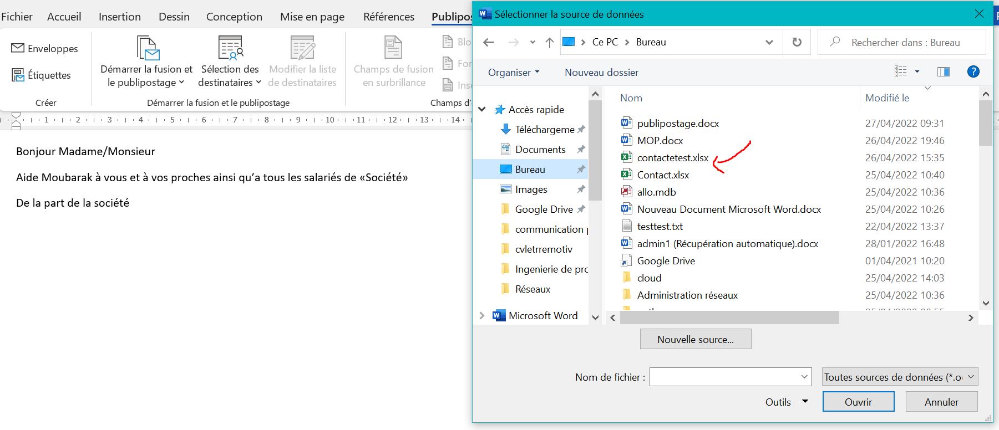 Fichier Accueil Insertion Dessin Conception Mise en page Références Publipos
Enveloppes
Étiquettes
Créer
Démarrer la fusion et
le publipostage
Sélection des
destinataires
Modifier la liste
de destinataires
Démarrer la fusion et le publipostage
Champs de fusion
en surbrillance
Blo
For
Inse
Champs d'
1 2 3 4 5 6 7 8 9 10 11 12 13 14
Bonjour Madame/Monsieur
Aide Moubarak à vous et à vos proches ainsi qu’a tous les salariés de «Société»
De la part de la société
Sélectionner la source de données
Ce PC > Bureau
Rechercher dans : Bureau
Organiser Nouveau dossier
Accès rapide
Téléchargeme
Documents
Bureau
Images
Google Drive
communication p
cvletrremotiv
Ingenierie de pro
Réseaux
Microsoft Word
Nom Modifié le
publipostage.docx 27/04/2022 09:31
MOP.docx 26/04/2022 19:46
contactetest.xlsx 26/04/2022 15:35
Contact.xlsx 25/04/2022 10:40
allo.mdb 25/04/2022 10:36
Nouveau Document Microsoft Word.docx 25/04/2022 10:26
testtest.txt 22/04/2022 13:37
admin1 (Récupération automatique).docx 28/01/2022 16:48
Google Drive 01/04/2021 10:20
cloud 25/04/2022 14:03
Administration réseaux 25/04/2022 10:36
Nouvelle source...
Nom de fichier :
Toutes sources de données (*.o
Outils Ouvrir Annuler